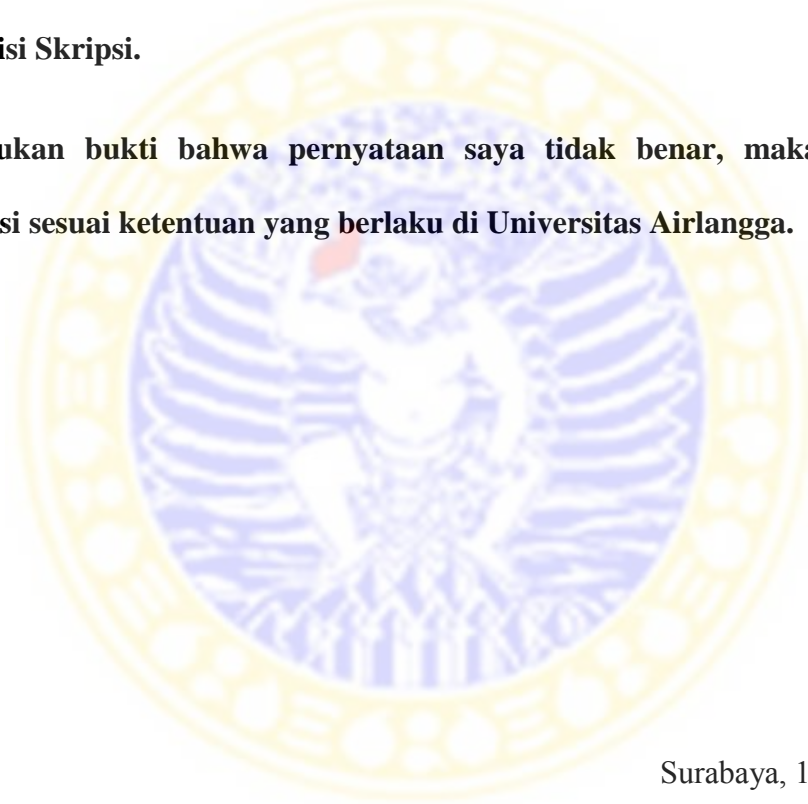 isi Skripsi.
ukan bukti bahwa pernyataan saya tidak benar, maka
si sesuai ketentuan yang berlaku di Universitas Airlangga.
Surabaya, 1